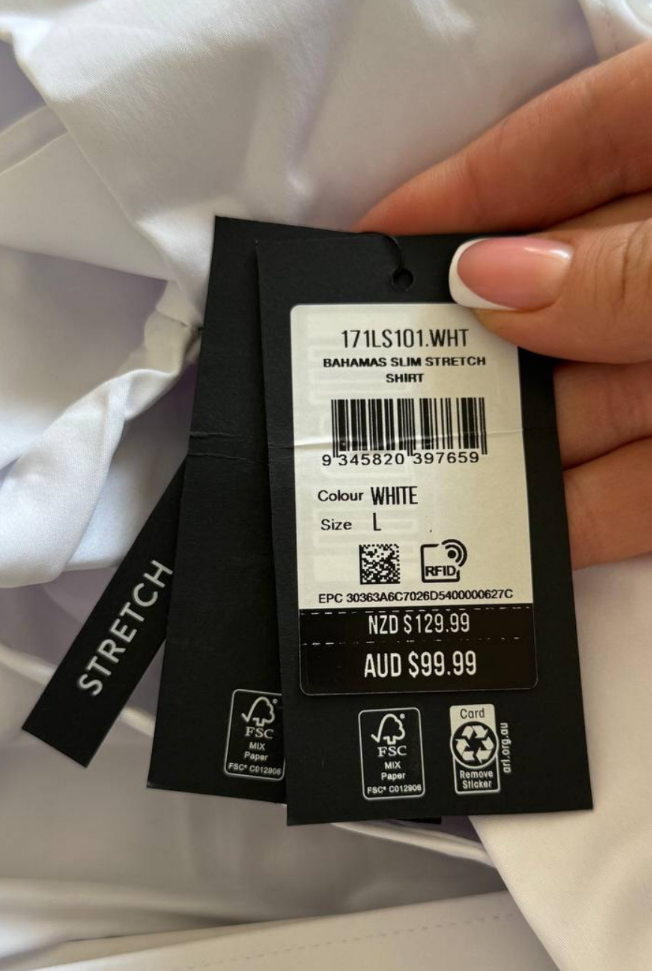 171LS101.WHT
BAHAMAS SLIM STRETCH
SHIRT
9 345820 397659
Colour WHITE
Size L
RFID
EPC 30363A6C7026D5400000627C
NZD $129.99
AUD $99.99
STRETCH
FSC
MIX
Paper
FSC® C012906
FSC
MIX
Paper
FSC® C012906
Card
Remove
Sticker
arl.org.au